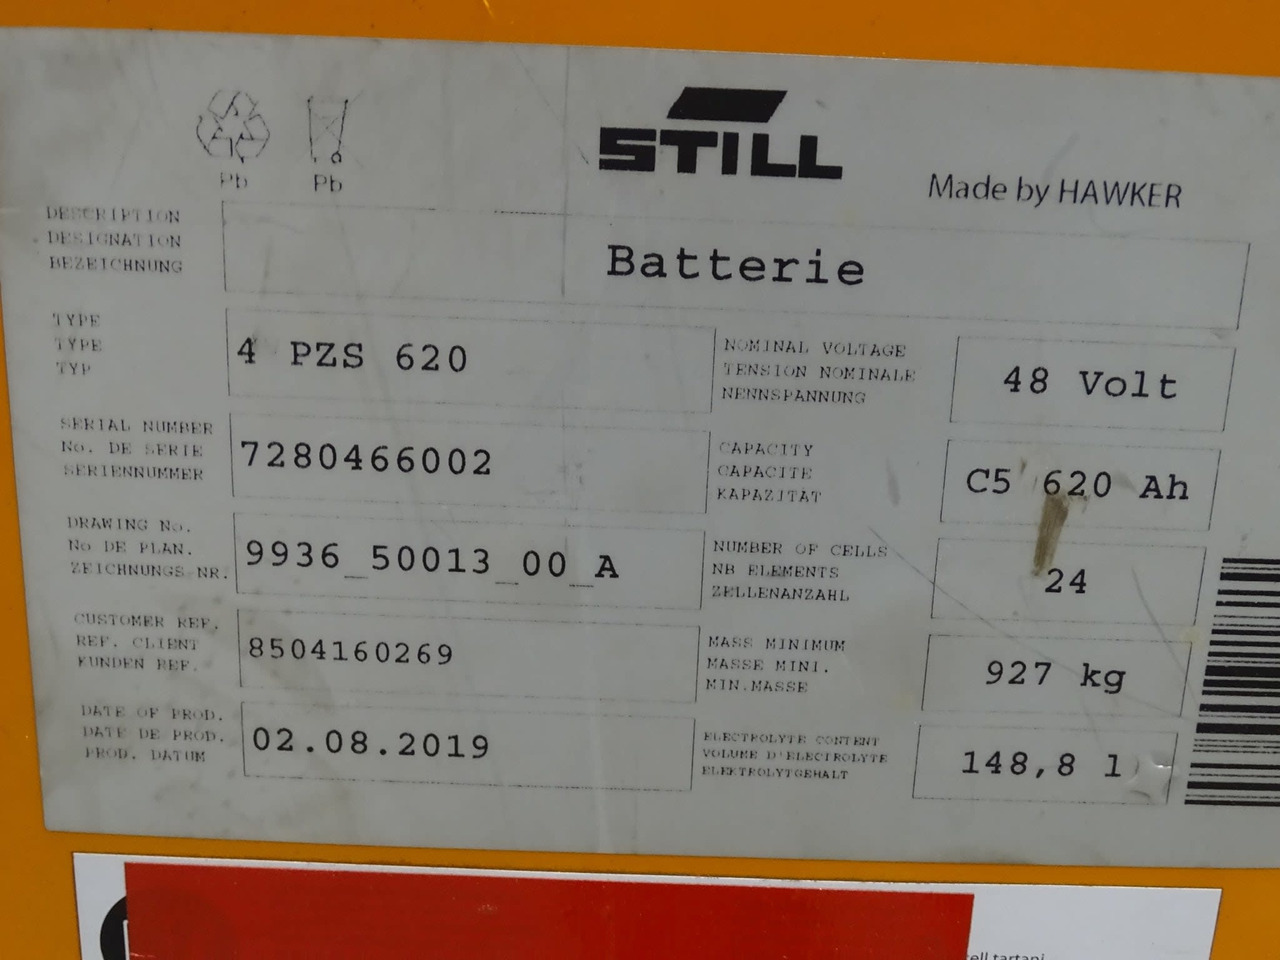 Pb Pb
STILL
Made by HAWKER
DESCRIPTION
DESIGNATION
BEZEICHNUNG
Batterie
TYPE
TYPE
TYP
4 PZS 620
NOMINAL VOLTAGE
TENSION NOMINALE
NENNSPANNUNG
48 Volt
SERIAL NUMBER
No. DE SERIE
SERIENNUMMER
7280466002
CAPACITY
CAPACITE
KAPAZITÄT
C5 620 Ah
DRAWING No.
No DE PLAN.
ZEICHNUNGS NR.
9936_50013_00_A
NUMBER OF CELLS
NB ELEMENTS
ZELLENANZAHL
24
CUSTOMER REF.
REF. CLIENT
KUNDEN REF.
8504160269
MASS MINIMUM
MASSE MINI.
MIN.MASSE
927 kg
DATE OF PROD.
DATE DE PROD.
PROD. DATUM
02.08.2019
ELECTROLYTE CONTENT
VOLUME D'ELECTROLYTE
ELEKTROLYTGEHALT
148,8 l